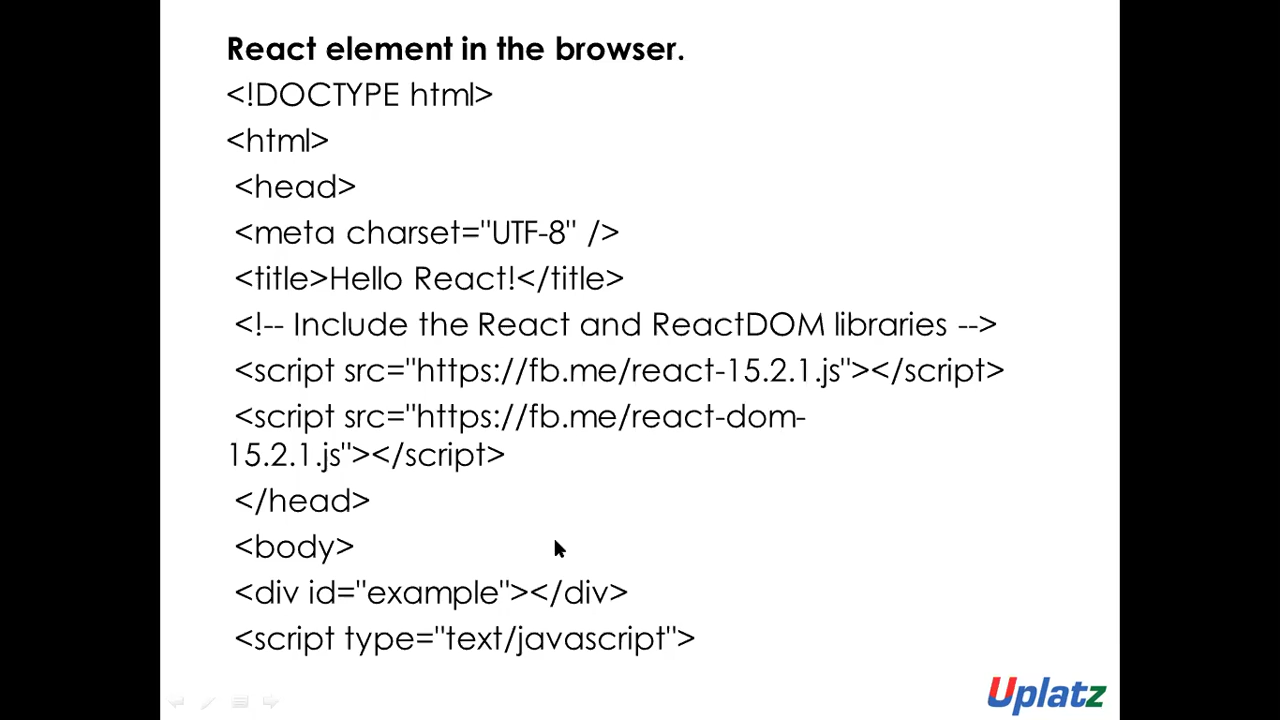 React element in the browser.
<!DOCTYPE html>
<html>
<head>
<meta charset="UTF-8" />
<title>Hello React!</title>
<!-- Include the React and ReactDOM libraries -->
<script src="https://fb.me/react-15.2.1.js"></script>
<script src="https://fb.me/react-dom-
15.2.1.js"></script>
</head>
<body>
<div id="example"></div>
<script type="text/javascript">
Uplatz